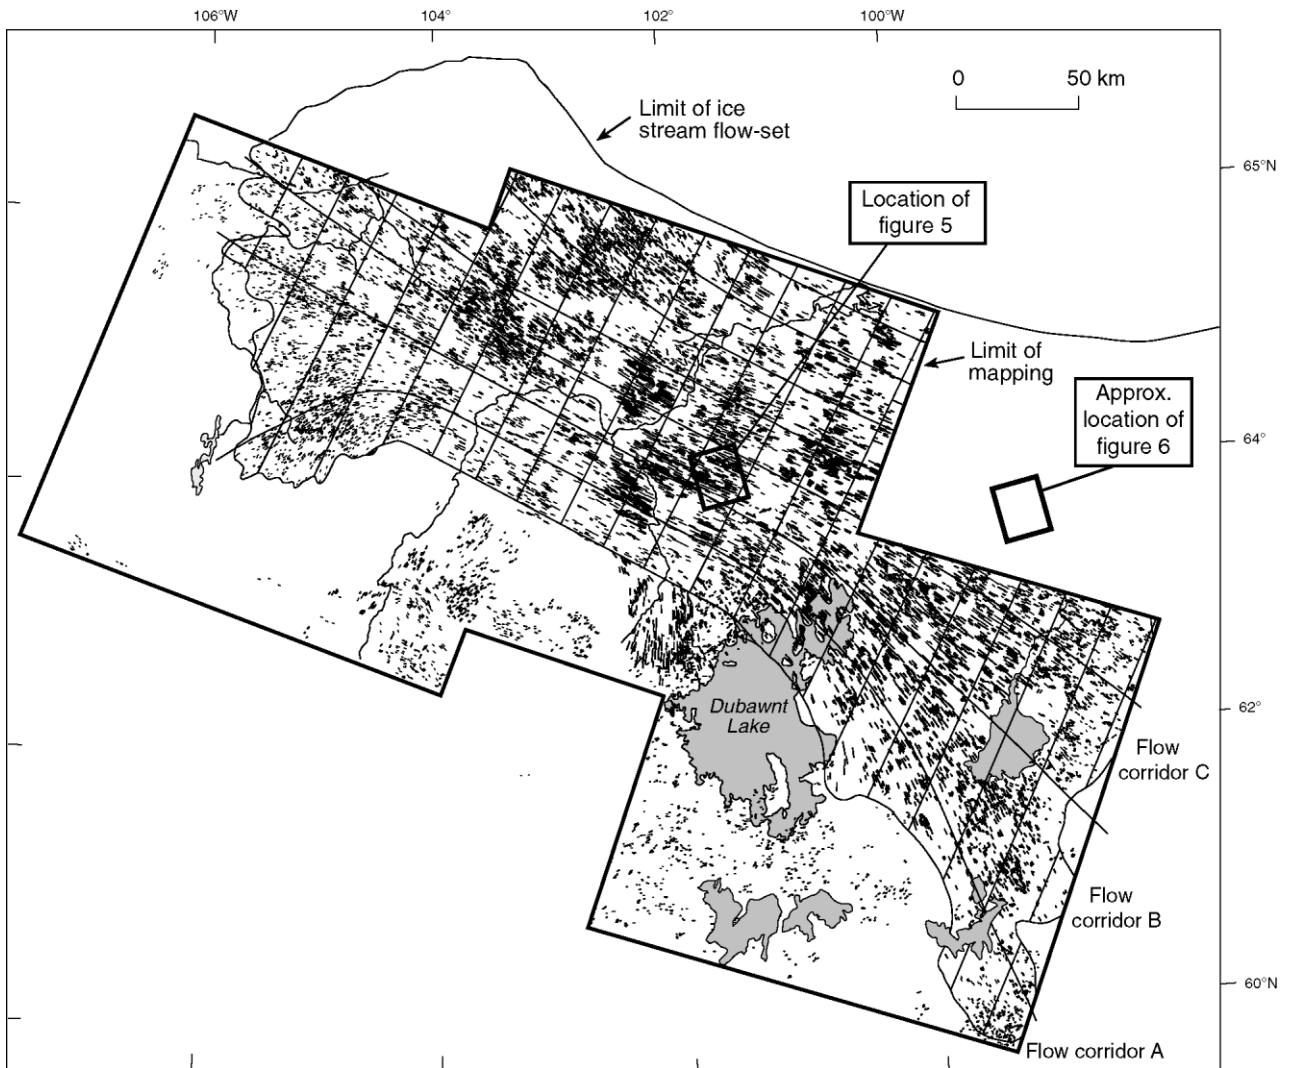 106°W
104°
102°
100°W
0
50 km
Limit of ice
stream flow-set
65°N
Location of
figure 5
Limit of
mapping
Approx.
location of
figure 6
64°
Dubawnt
Lake
62°
Flow
corridor C
Flow
corridor B
60°N
Flow corridor A